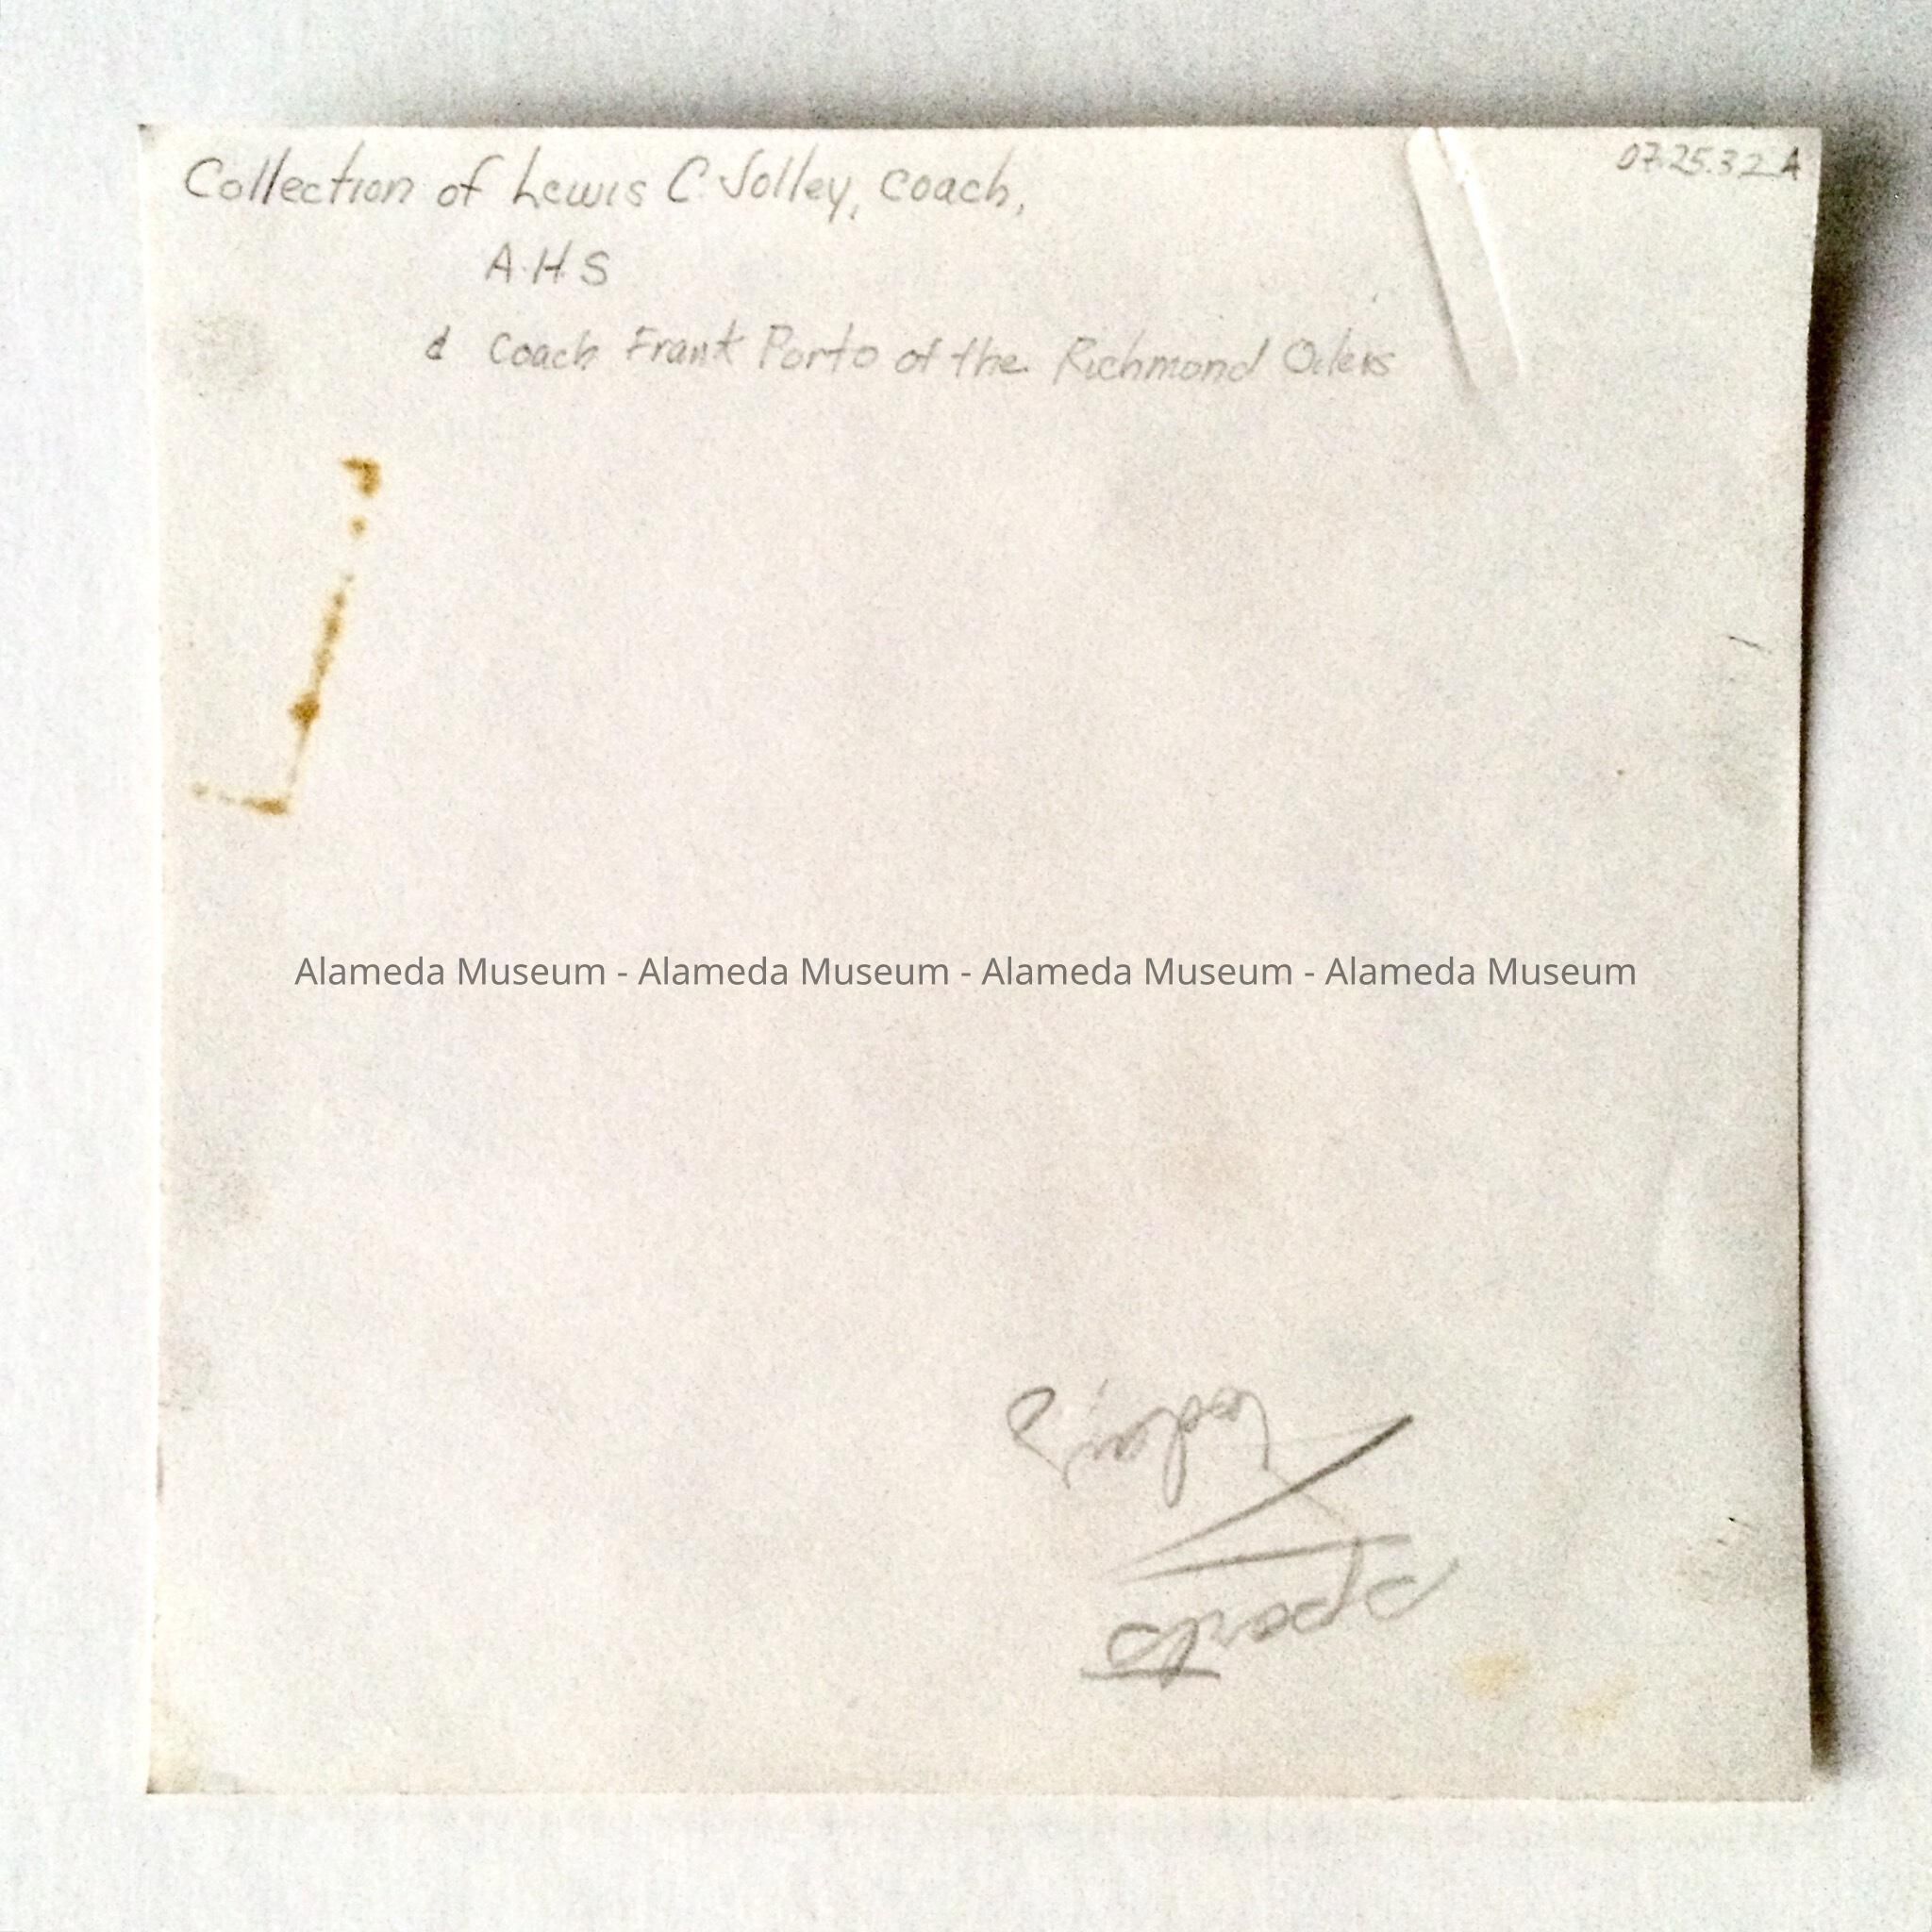 07.25.32 A
Collection of Lewis C. Jolley, coach,
A.H.S
d Coach Frank Porto of the Richmond Oilers
Alameda Museum - Alameda Museum - Alameda Museum - Alameda Museum
Sports